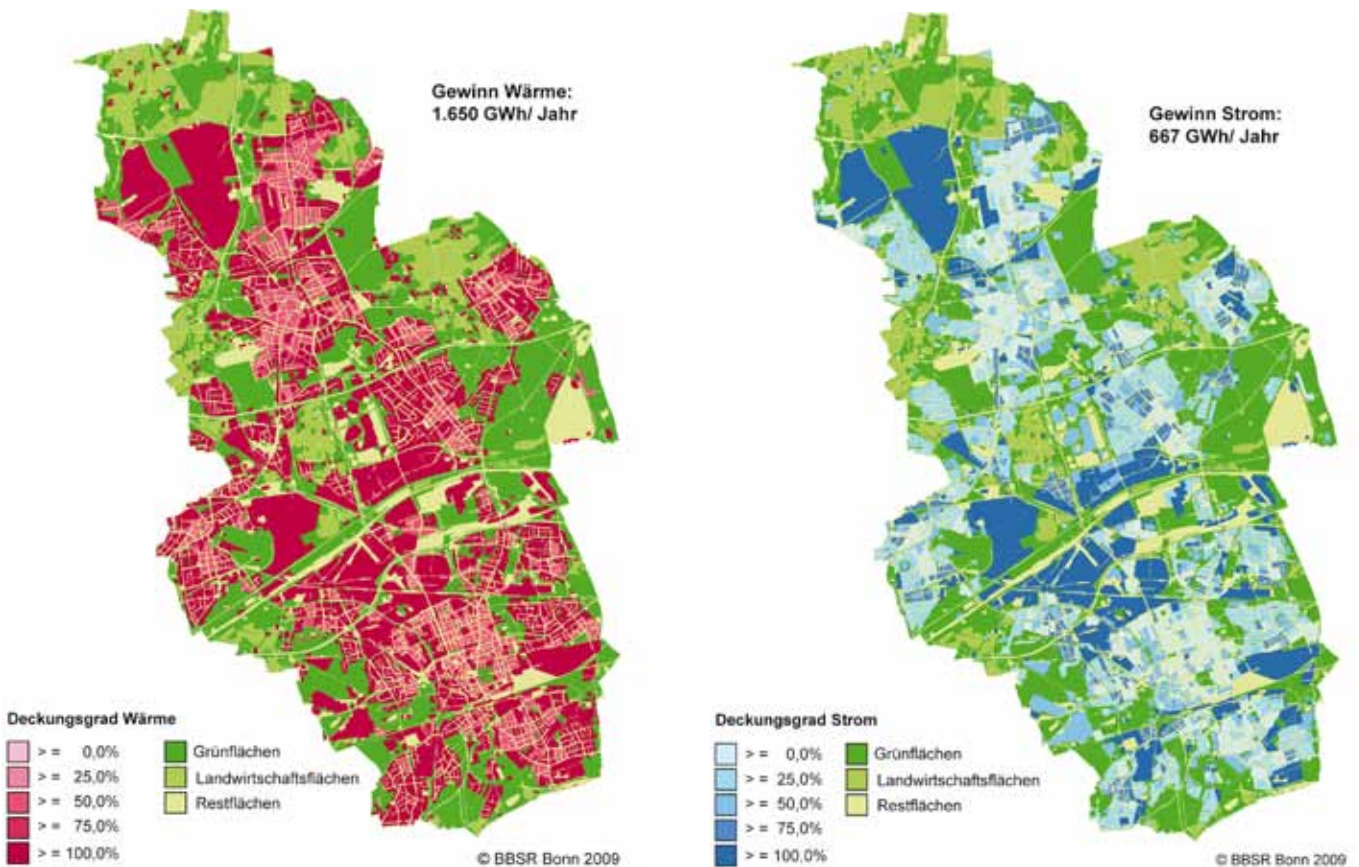 Gewinn Wärme:
1.650 GWh/ Jahr
Deckungsgrad Wärme
> = 0,0%
> = 25,0%
> = 50,0%
> = 75,0%
> = 100,0%
Grünflächen
Landwirtschaftsflächen
Restflächen
© BBSR Bonn 2009
Gewinn Strom:
667 GWh/ Jahr
Deckungsgrad Strom
> = 0,0%
> = 25,0%
> = 50,0%
> = 75,0%
> = 100,0%
Grünflächen
Landwirtschaftsflächen
Restflächen
© BBSR Bonn 2009